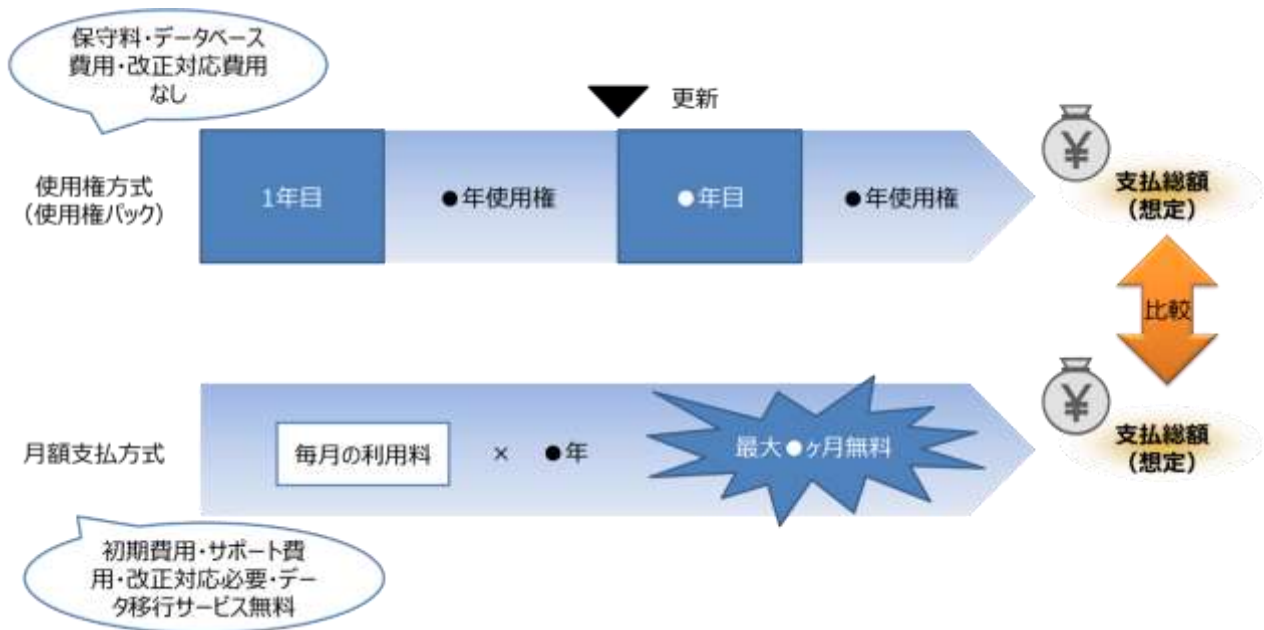 保守料・データベース
費用・改正対応費用
なし
更新
使用権方式
(使用権パック)
1年目
●年使用権
●年目
●年使用権
¥
支払総額
(想定)
比較
月額支払方式
毎月の利用料
× ●年
最大●ヶ月無料
¥
支払総額
(想定)
初期費用・サポート費
用・改正対応必要・デー
タ移行サービス無料